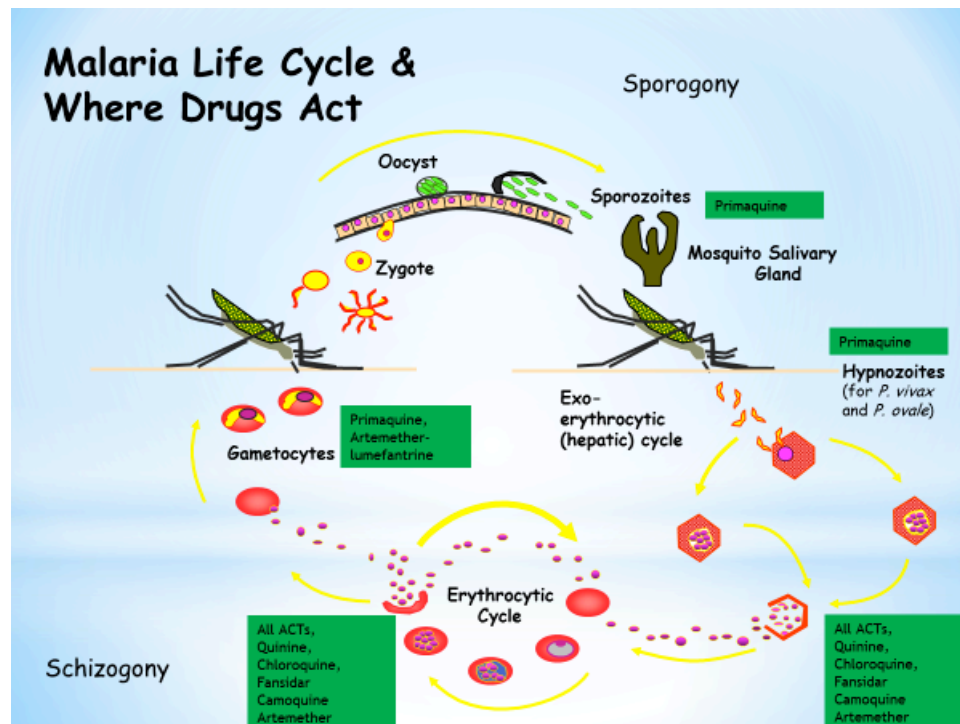 Malaria Life Cycle &
Where Drugs Act
Sporogony
Oocyst
Sporozoites
Primaquine
Mosquito Salivary
Gland
Zygote
Primaquine
Hypnozoites
(for P. vivax
and P. ovale)
Exo-
erythrocytic
(hepatic) cycle
Gametocytes
Primaquine,
Artemether-
lumefantrine
Erythrocytic
Cycle
All ACTs,
Quinine,
Chloroquine,
Fansidar
Camoquine
Artemether
All ACTs,
Quinine,
Chloroquine,
Fansidar
Camoquine
Artemether
Schizogony